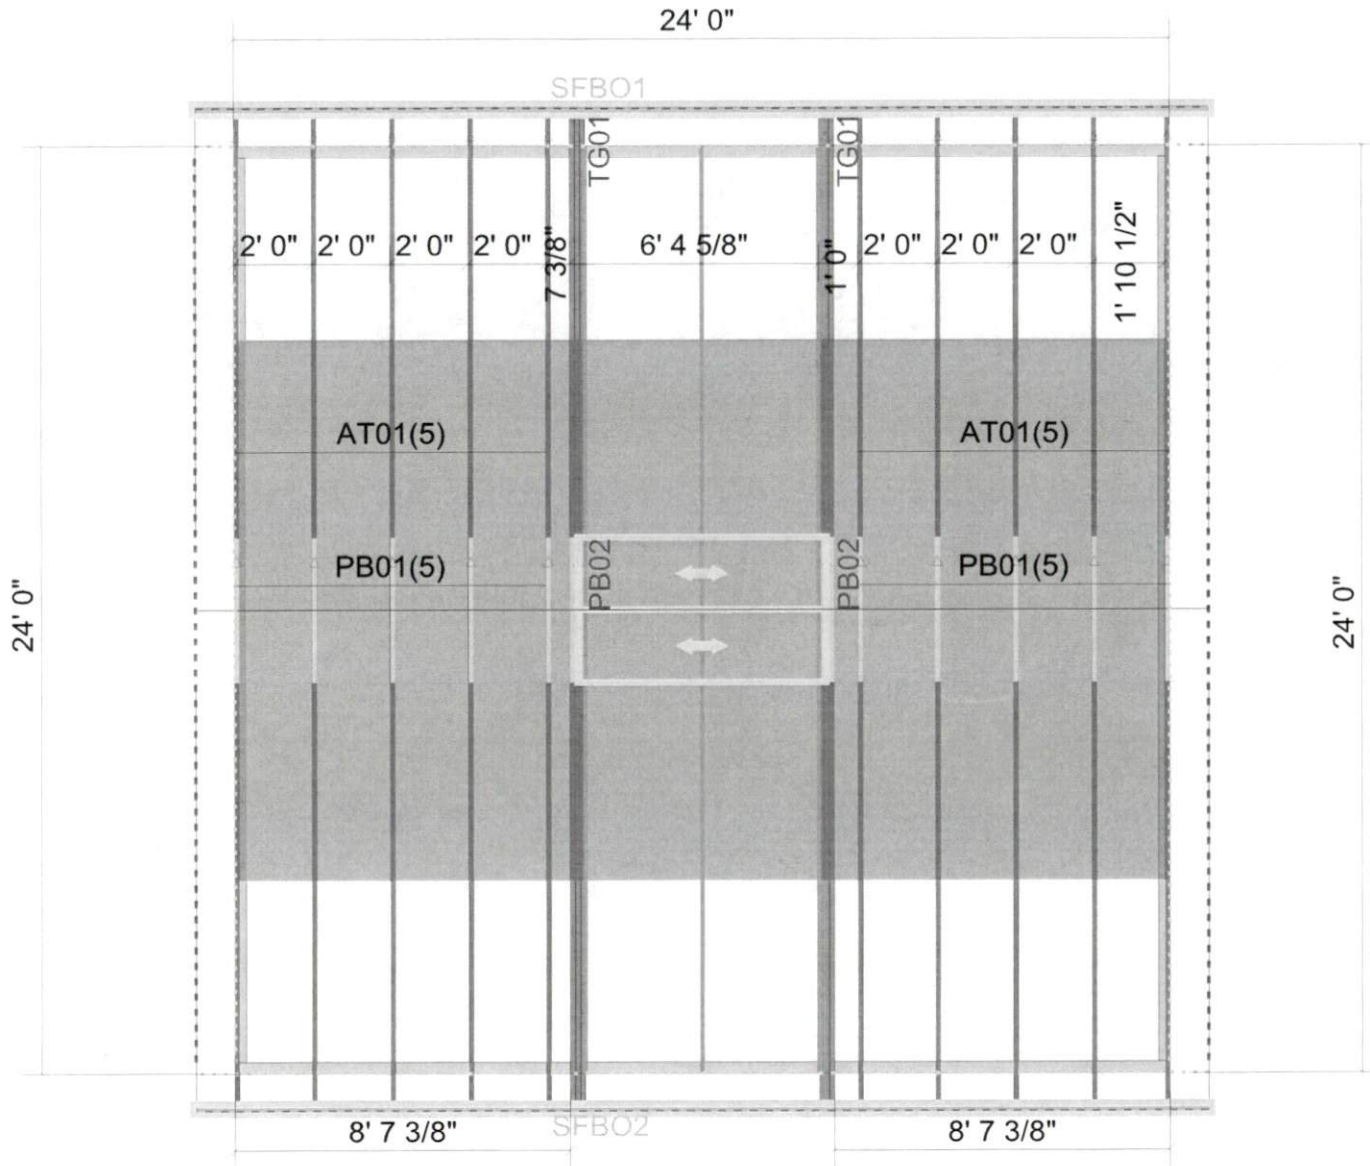 24' 0"
SFBO1
TG01
TG01
2' 0"
2' 0"
2' 0"
2' 0"
7 3/8"
6' 4 5/8"
1' 0"
2' 0"
2' 0"
2' 0"
1' 10 1/2"
AT01(5)
AT01(5)
PB01(5)
PB02
PB02
PB01(5)
24' 0"
24' 0"
SFBO2
8' 7 3/8"
8' 7 3/8"